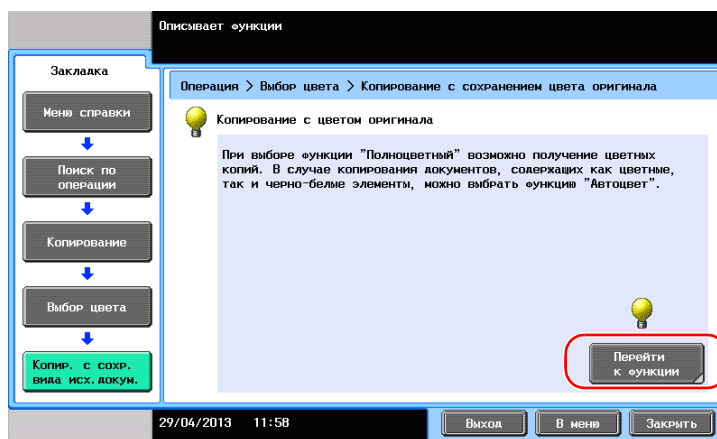 Описывает функции
Закладка
Меню справки
Поиск по
операции
Копирование
Выбор цвета
Копир. с сохр.
вида исх.докум.
Операция > Выбор цвета > Копирование с сохранением цвета оригинала
Копирование с цветом оригинала
При выборе функции "Полноцветный" возможно получение цветных
копий. В случае копирования документов, содержащих как цветные,
так и черно-белые элементы, можно выбрать функцию "Автоцвет".
Перейти
к функции
29/04/2013 11:58
Выход
В меню
Закрыть